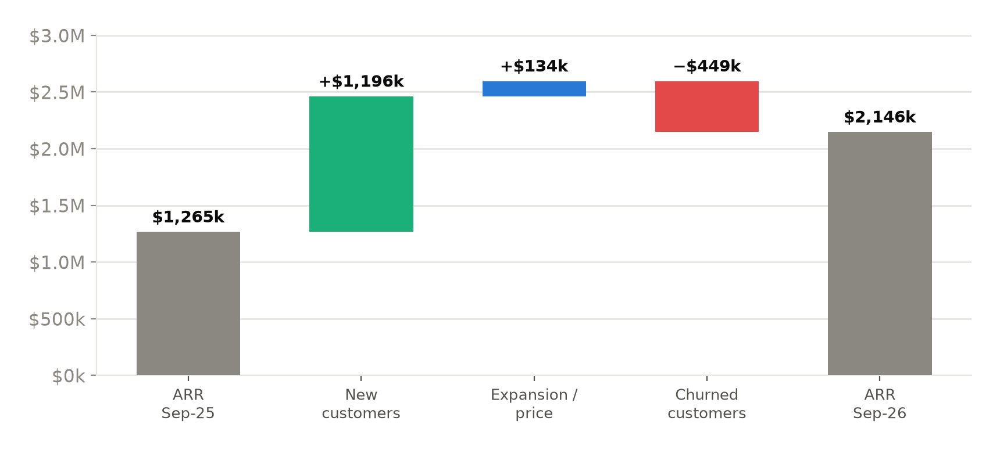 $3.0M
$2.5M
$2.0M
$1.5M
$1.0M
$500k
$0k
$1,265k
+$1,196k
+$134k
−$449k
$2,146k
ARR
Sep-25
New
customers
Expansion /
price
Churned
customers
ARR
Sep-26